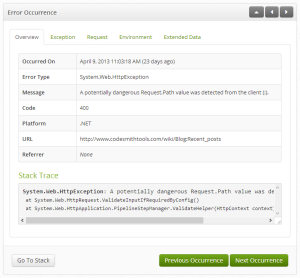 Error Occurrence
Overview Exception Request Environment Extended Data
Occurred On April 9, 2013 11:03:18 AM (23 days ago)
Error Type System.Web.HttpException
Message A potentially dangerous Request.Path value was detected from the client (:).
Code 400
Platform .NET
URL http://www.codesmithtools.com/wiki/Blog:Recent_posts
Referrer None
Stack Trace
System.Web.HttpException: A potentially dangerous Request.Path value was de
at System.Web.HttpRequest.ValidateInputIfRequiredByConfig()
at System.Web.HttpApplication.PipelineStepManager.ValidateHelper(HttpContext context
Go To Stack Previous Occurrence Next Occurrence